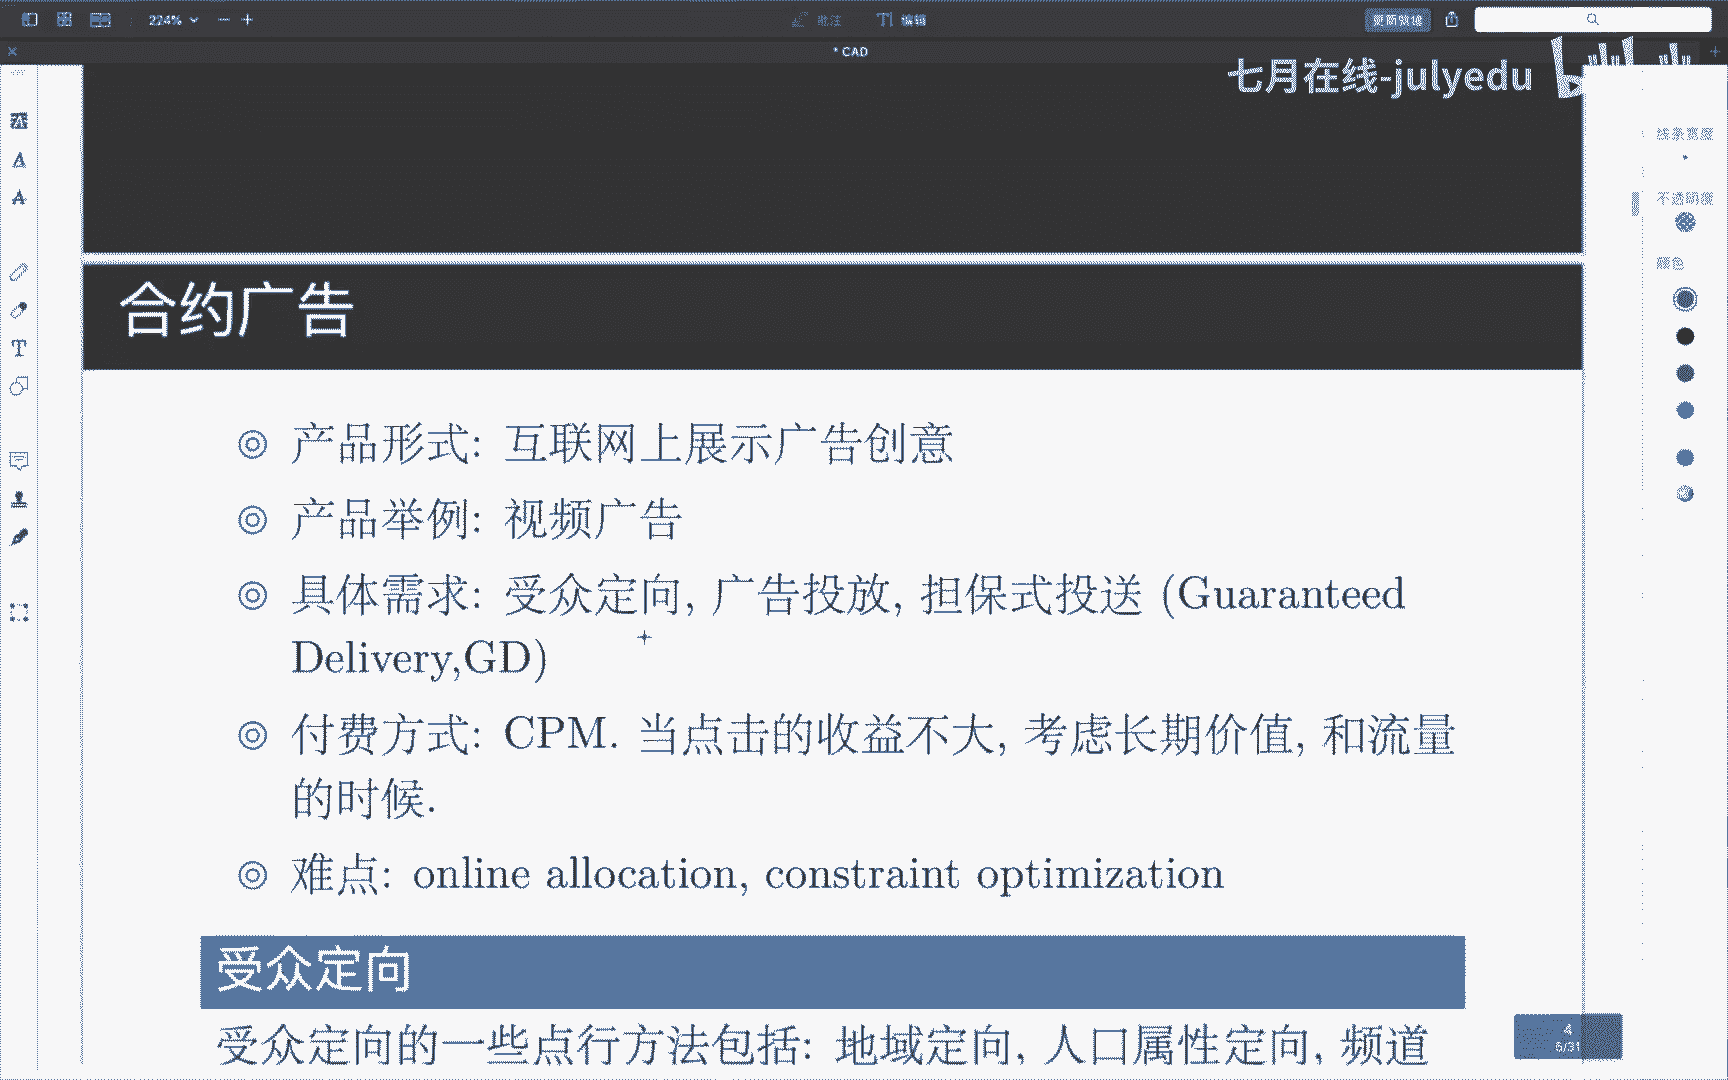 224%
批注
编辑
* CAD
七月在线-julyedu
线条宽度
不透明度
颜色
合约广告
产品形式: 互联网上展示广告创意
产品举例: 视频广告
具体需求: 受众定向, 广告投放, 担保式投送 (Guaranteed
Delivery,GD)
付费方式: CPM. 当点击的收益不大, 考虑长期价值, 和流量
的时候.
难点: online allocation, constraint optimization
受众定向
受众定向的一些点行方法包括: 地域定向, 人口属性定向, 频道
4
5/31